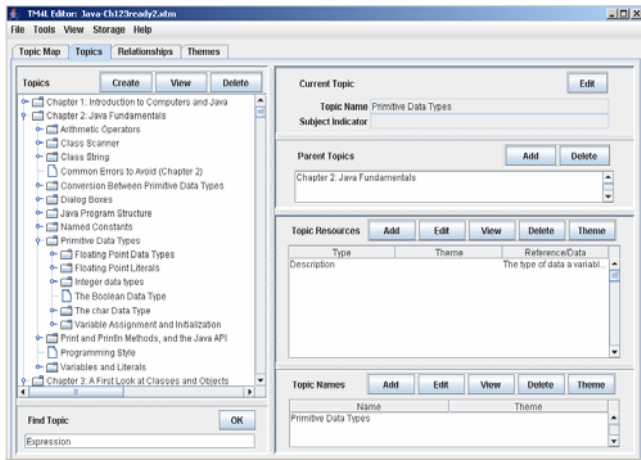 TM4L Editor: Java-Ch123ready2.xtm
File Tools View Storage Help
Topic Map Topics Relationships Themes
Topics Create View Delete
Chapter 1: Introduction to Computers and Java
Chapter 2: Java Fundamentals
Arithmetic Operators
Class Scanner
Class String
Common Errors to Avoid (Chapter 2)
Conversion Between Primitive Data Types
Dialog Boxes
Java Program Structure
Named Constants
Primitive Data Types
Floating Point Data Types
Floating Point Literals
Integer data types
The Boolean Data Type
The char Data Type
Variable Assignment and Initialization
Print and Println Methods, and the Java API
Programming Style
Variables and Literals
Chapter 3: A First Look at Classes and Objects
Find Topic OK
Expression
Current Topic Edit
Topic Name Primitive Data Types
Subject Indicator
Parent Topics Add Delete
Chapter 2: Java Fundamentals
Topic Resources Add Edit View Delete Theme
Type Theme Reference/Data
Description The type of data a variabl...
Topic Names Add Edit View Delete Theme
Name Theme
Primitive Data Types